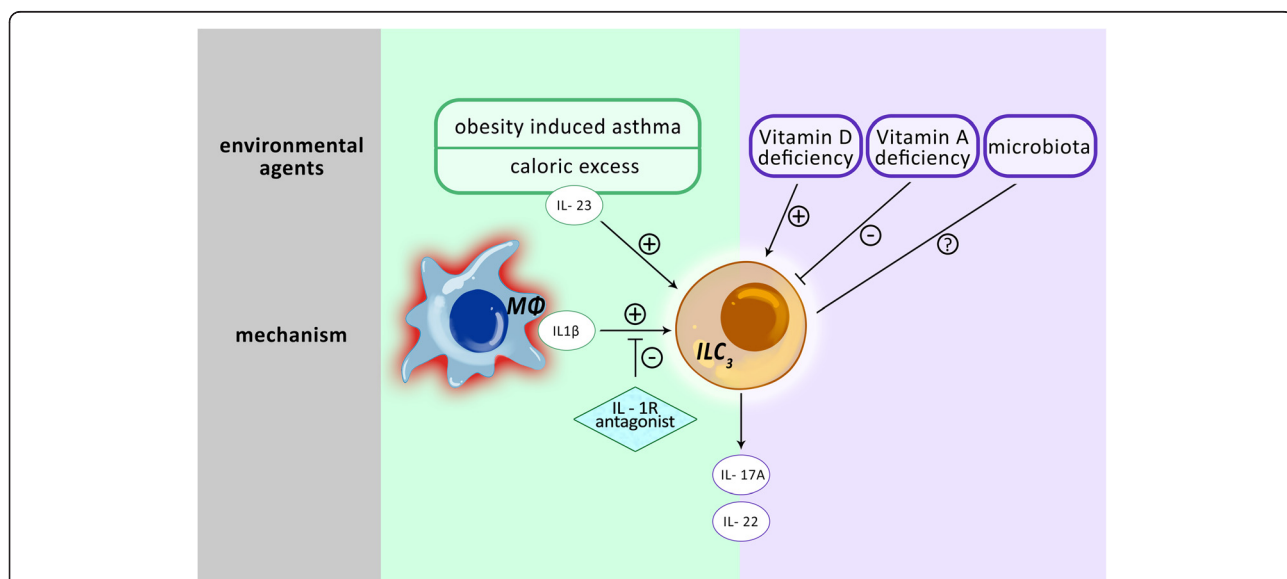 environmental
agents
obesity induced asthma
caloric excess
IL- 23
Vitamin D
deficiency
Vitamin A
deficiency
microbiota
+
+
-
?
mechanism
MΦ
IL1β
+
-
IL - 1R
antagonist
ILC3
IL- 17A
IL- 22